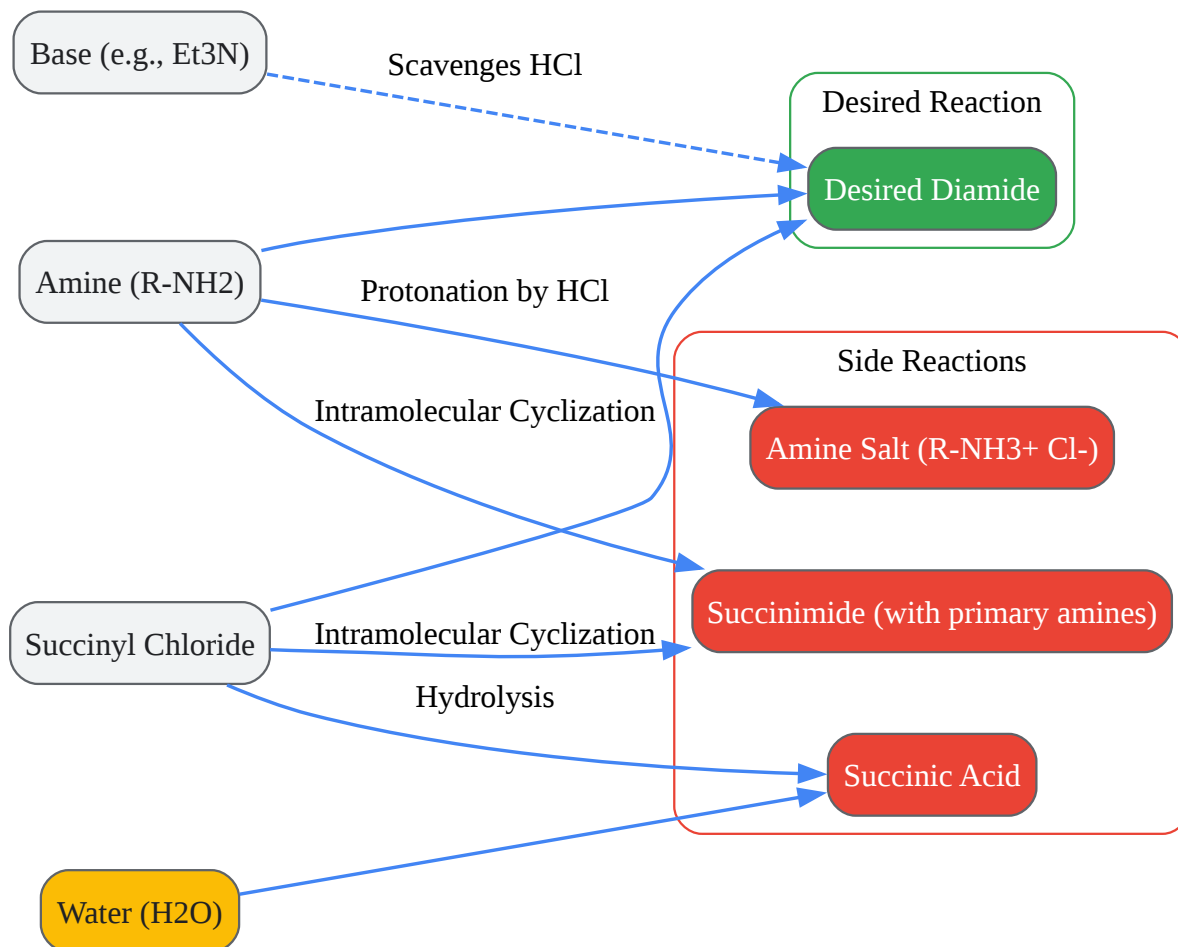 Base (e.g., Et3N)
Scavenges HCl
Desired Reaction
Desired Diamide
Amine (R-NH2)
Protonation by HCl
Side Reactions
Intramolecular Cyclization
Amine Salt (R-NH3+ Cl-)
Succinimide (with primary amines)
Succinyl Chloride
Intramolecular Cyclization
Hydrolysis
Succinic Acid
Water (H2O)